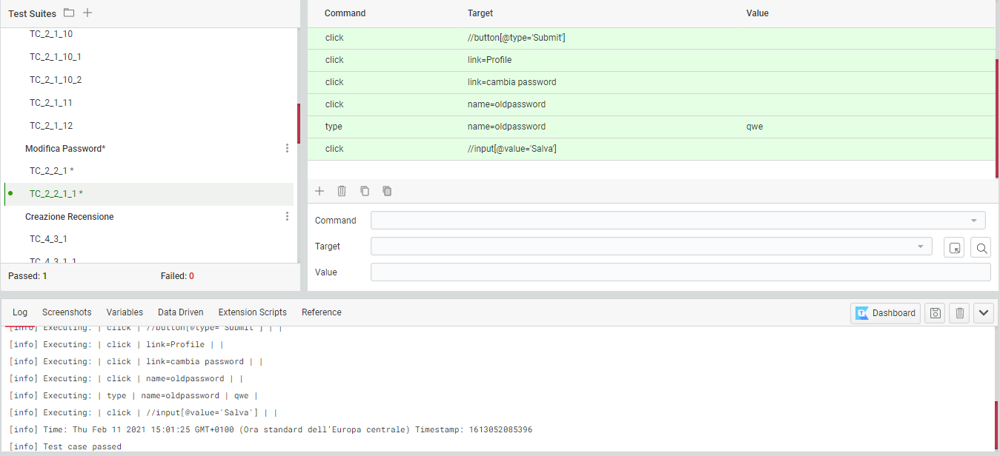 Test Suites
TC_2_1_10
TC_2_1_10_1
TC_2_1_10_2
TC_2_1_11
TC_2_1_12
Modifica Password*
TC_2_2_1 *
TC_2_2_1_1 *
Creazione Recensione
TC_4_3_1
TC_4_3_1_1
Passed: 1 Failed: 0
Command Target Value
click //button[@type='Submit']
click link=Profile
click link=cambia password
click name=oldpassword
type name=oldpassword qwe
click //input[@value='Salva']
Command
Target
Value
Log Screenshots Variables Data Driven Extension Scripts Reference Dashboard
[info] Executing: | click | //button[@type='Submit'] | |
[info] Executing: | click | link=Profile | |
[info] Executing: | click | link=cambia password | |
[info] Executing: | click | name=oldpassword | |
[info] Executing: | type | name=oldpassword | qwe |
[info] Executing: | click | //input[@value='Salva'] | |
[info] Time: Thu Feb 11 2021 15:01:25 GMT+0100 (Ora standard dell’Europa centrale) Timestamp: 1613052085396
[info] Test case passed